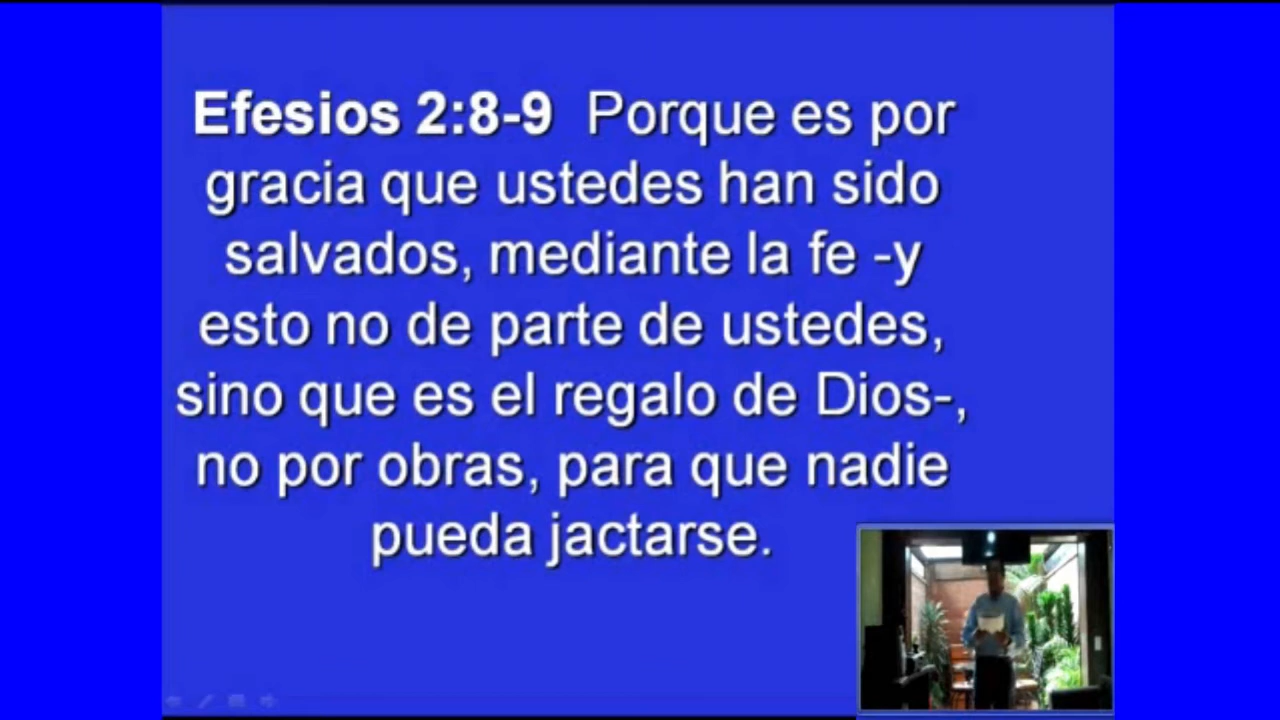 Efesios 2:8-9 Porque es por
gracia que ustedes han sido
salvados, mediante la fe -y
esto no de parte de ustedes,
sino que es el regalo de Dios-,
no por obras, para que nadie
pueda jactarse.